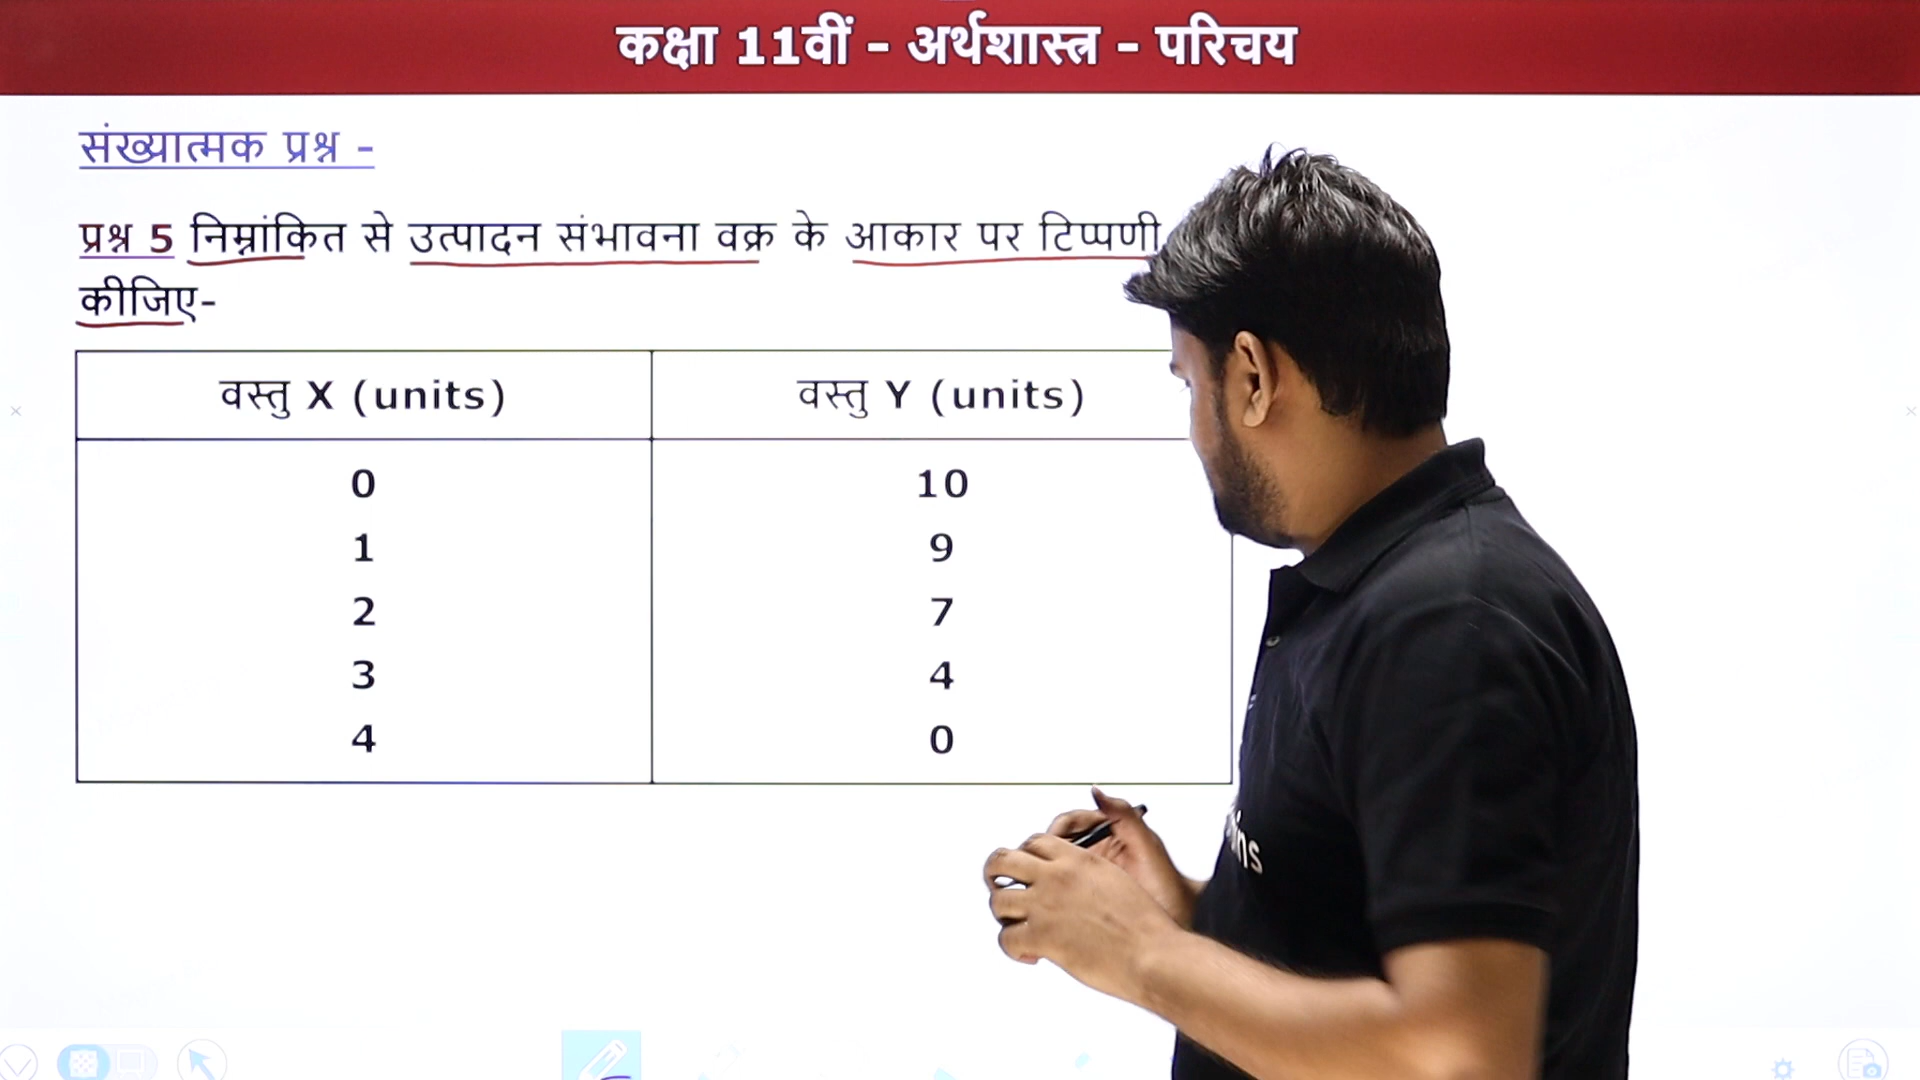 कक्षा 11वीं - अर्थशास्त्र - परिचय
संख्यात्मक प्रश्न -
प्रश्न 5 निम्नांकित से उत्पादन संभावना वक्र के आकार पर टिप्पणी
कीजिए-
वस्तु X (units) वस्तु Y (units)
0 10
1 9
2 7
3 4
4 0